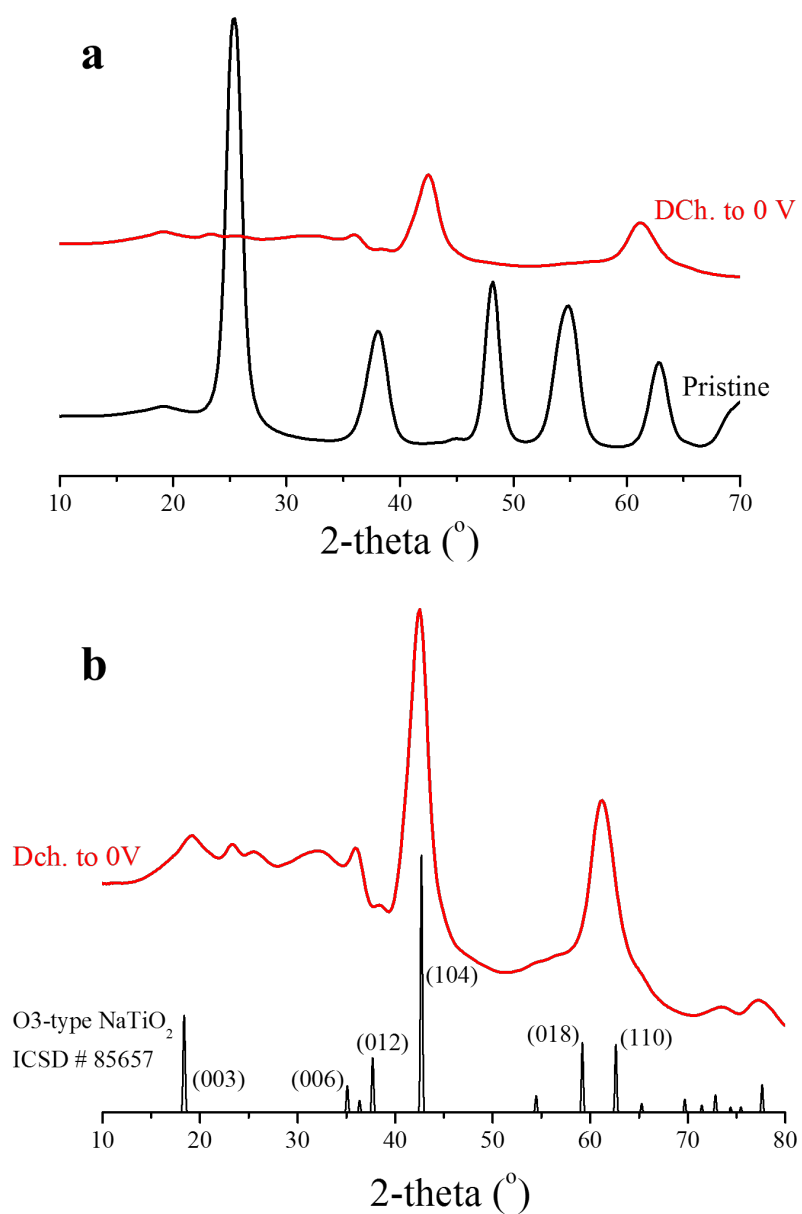 a
DCh. to 0 V
Pristine
10 20 30 40 50 60 70
2-theta (°)
b
Dch. to 0V
(104)
O3-type NaTiO₂
(012) (018) (110)
ICSD # 85657
(003) (006)
10 20 30 40 50 60 70 80
2-theta (°)